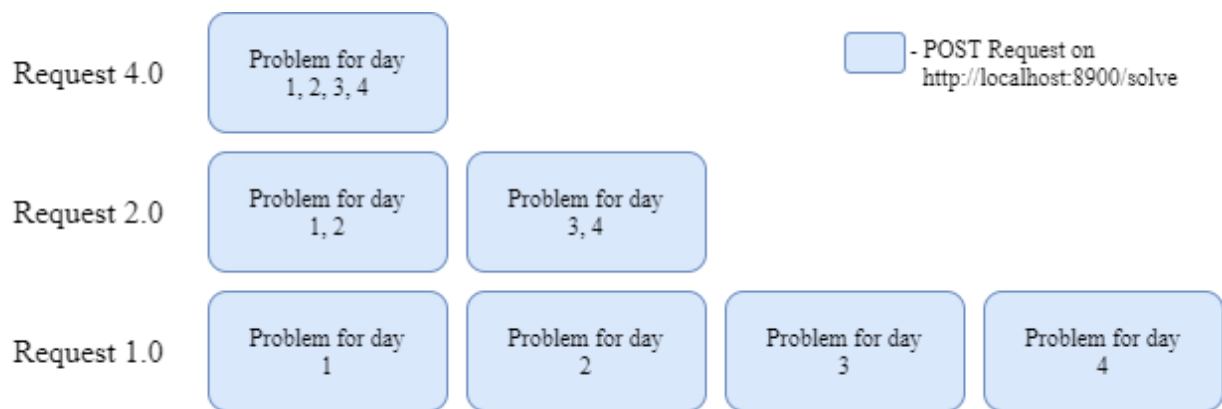 Request 4.0
Problem for day
1, 2, 3, 4
- POST Request on
http://localhost:8900/solve
Request 2.0
Problem for day
1, 2
Problem for day
3, 4
Request 1.0
Problem for day
1
Problem for day
2
Problem for day
3
Problem for day
4